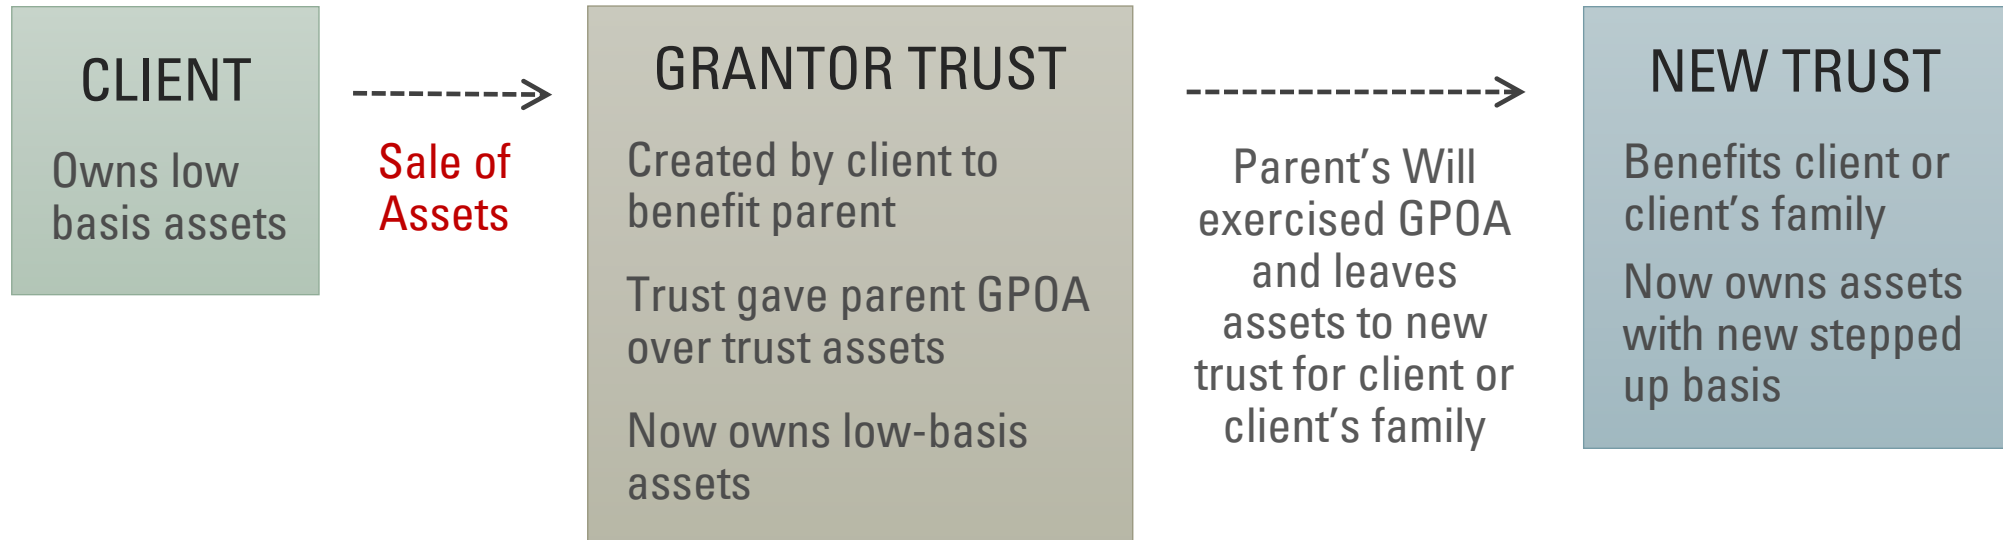 CLIENT
Owns low
basis assets
Sale of
Assets
GRANTOR TRUST
Created by client to
benefit parent
Trust gave parent GPOA
over trust assets
Now owns low-basis
assets
Parent’s Will
exercised GPOA
and leaves
assets to new
trust for client or
client’s family
NEW TRUST
Benefits client or
client’s family
Now owns assets
with new stepped
up basis